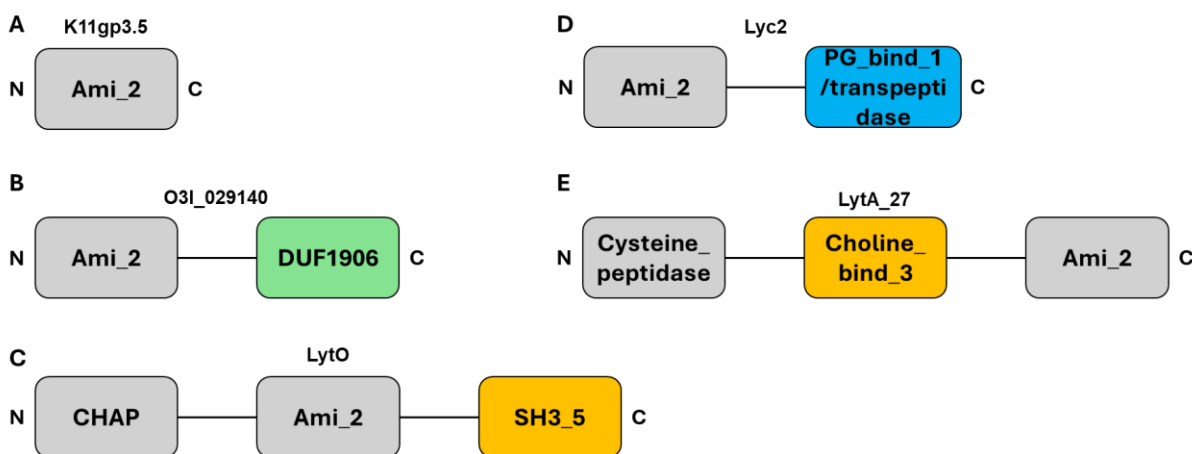 A
K11gp3.5
N
Ami_2
C
B
O3I_029140
N
Ami_2
DUF1906
C
C
LytO
N
CHAP
Ami_2
SH3_5
C
D
Lyc2
N
Ami_2
PG_bind_1
/transpepti
dase
C
E
LytA_27
N
Cysteine_
peptidase
Choline_
bind_3
Ami_2
C